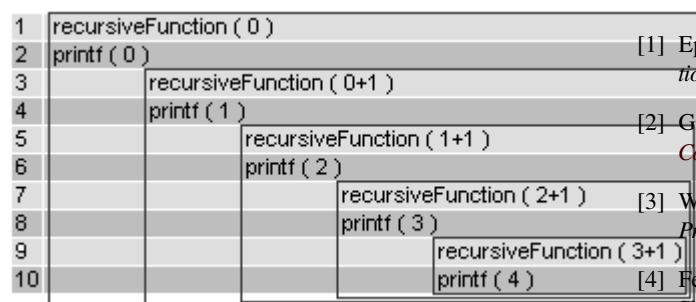 1 recursiveFunction ( 0 )
2 printf ( 0 )
3 recursiveFunction ( 0+1 )
4 printf ( 1 )
5 recursiveFunction ( 1+1 )
6 printf ( 2 )
7 recursiveFunction ( 2+1 )
8 printf ( 3 )
9 recursiveFunction ( 3+1 )
10 printf ( 4 )
[1]
[2]
[3]
[4]